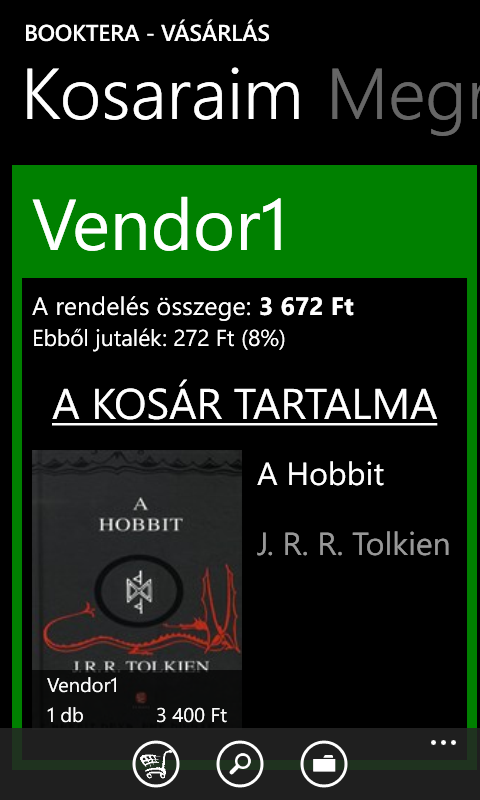 BOOKTERA - VÁSÁRLÁS
Kosaraim
Vendor1
A rendelés összege: 3 672 Ft
Ebből jutalék: 272 Ft (8%)
A KOSÁR TARTALMA
A Hobbit
J. R. R. Tolkien
A
HOBBIT
J.R.R. TOLKIEN
Vendor1
1 db 3 400 Ft